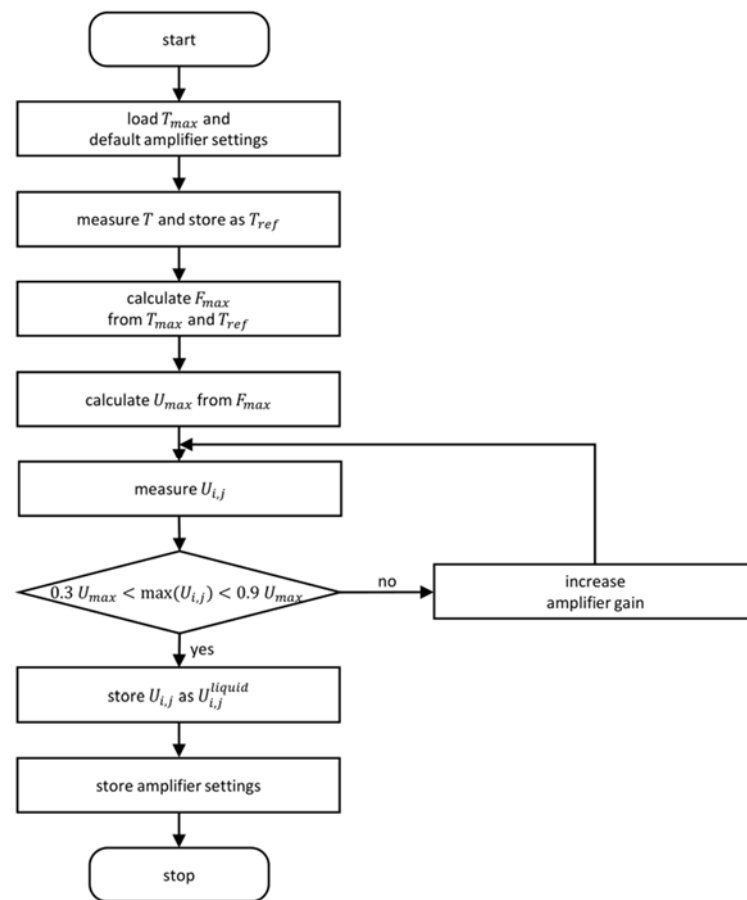 start
load T_max and
default amplifier settings
measure T and store as T_ref
calculate F_max
from T_max and T_ref
calculate U_max from F_max
measure U_i,j
0.3 U_max < max(U_i,j) < 0.9 U_max
no
increase
amplifier gain
yes
store U_i,j as U_i,j^liquid
store amplifier settings
stop